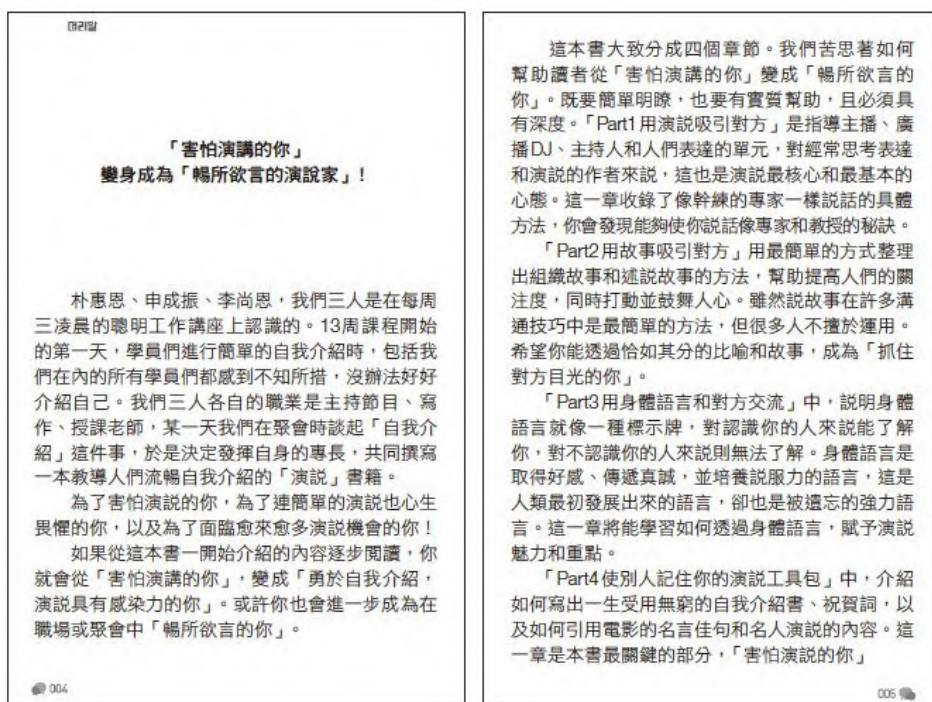 머리말
「害怕演講的你」
變身成為「暢所欲言的演說家」!
朴惠恩、申成振、李尚恩,我們三人是在每周
三凌晨的聰明工作講座上認識的。13周課程開始
的第一天,學員們進行簡單的自我介紹時,包括我
們在內的所有學員們都感到不知所措,沒辦法好好
介紹自己。我們三人各自的職業是主持節目、寫
作、授課老師,某一天我們在聚會時談起「自我介
紹」這件事,於是決定發揮自身的專長,共同撰寫
一本教導人們流暢自我介紹的「演說」書籍。
為了害怕演說的你,為了連簡單的演說也心生
畏懼的你,以及為了面臨愈來愈多演說機會的你!
如果從這本書一開始介紹的內容逐步閱讀,你
就會從「害怕演講的你」,變成「勇於自我介紹,
演說具有感染力的你」。或許你也會進一步成為在
職場或聚會中「暢所欲言的你」。
004
這本書大致分成四個章節。我們苦思著如何
幫助讀者從「害怕演講的你」變成「暢所欲言的
你」。既要簡單明瞭,也要有實質幫助,且必須具
有深度。「Part1用演說吸引對方」是指導主播、廣
播DJ、主持人和人們表達的單元,對經常思考表達
和演說的作者來說,這也是演說最核心和最基本的
心態。這一章收錄了像幹練的專家一樣說話的具體
方法,你會發現能夠使你說話像專家和教授的秘訣。
「Part2用故事吸引對方」用最簡單的方式整理
出組織故事和述說故事的方法,幫助提高人們的關
注度,同時打動並鼓舞人心。雖然說故事在許多溝
通技巧中是最簡單的方法,但很多人不擅於運用。
希望你能透過恰如其分的比喻和故事,成為「抓住
對方目光的你」。
「Part3用身體語言和對方交流」中,說明身體
語言就像一種標示牌,對認識你的人來說能了解
你,對不認識你的人來說則無法了解。身體語言是
取得好感、傳遞真誠,並培養說服力的語言,這是
人類最初發展出來的語言,卻也是被遺忘的強力語
言。這一章將能學習如何透過身體語言,賦予演說
魅力和重點。
「Part4使別人記住你的演說工具包」中,介紹
如何寫出一生受用無窮的自我介紹書、祝賀詞,以
及如何引用電影的名言佳句和名人演說的內容。這
一章是本書最關鍵的部分,「害怕演說的你」
005